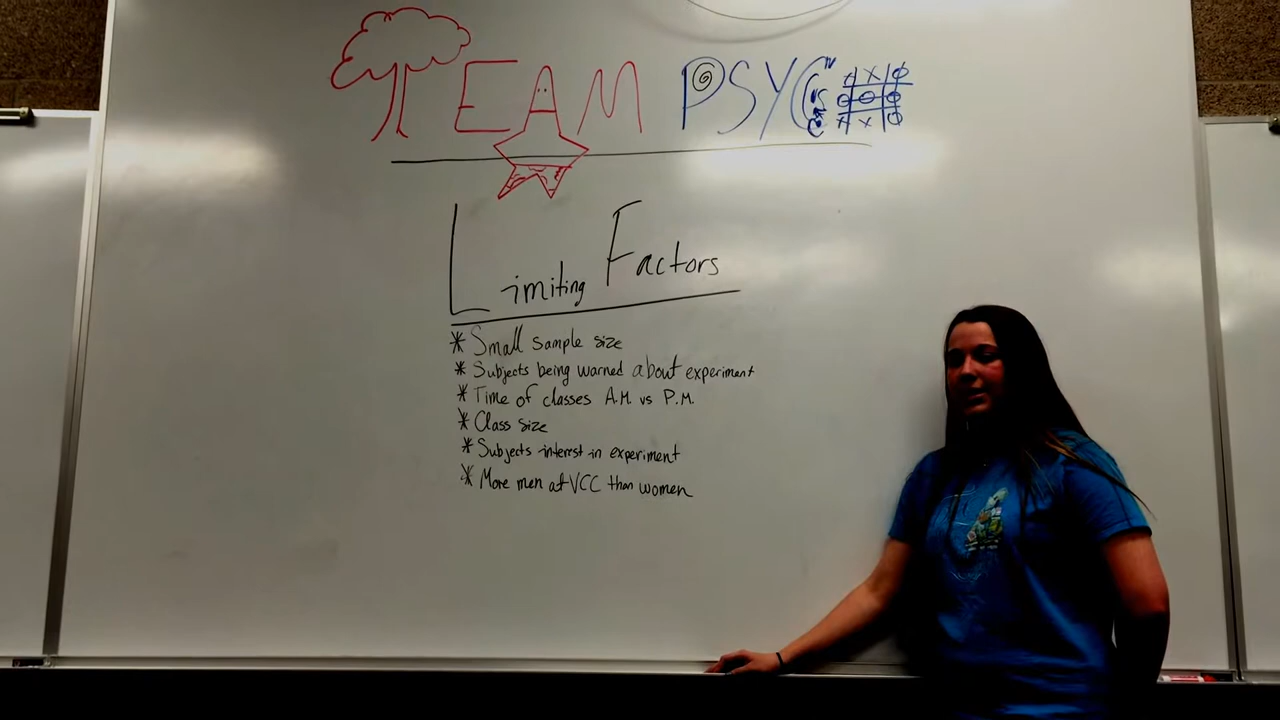 TEAM PSYCH
Limiting Factors
* Small sample size
* Subjects being warned about experiment
* Time of classes A.M. vs P.M.
* Class size
* Subjects interest in experiment
* More men at VCC than women